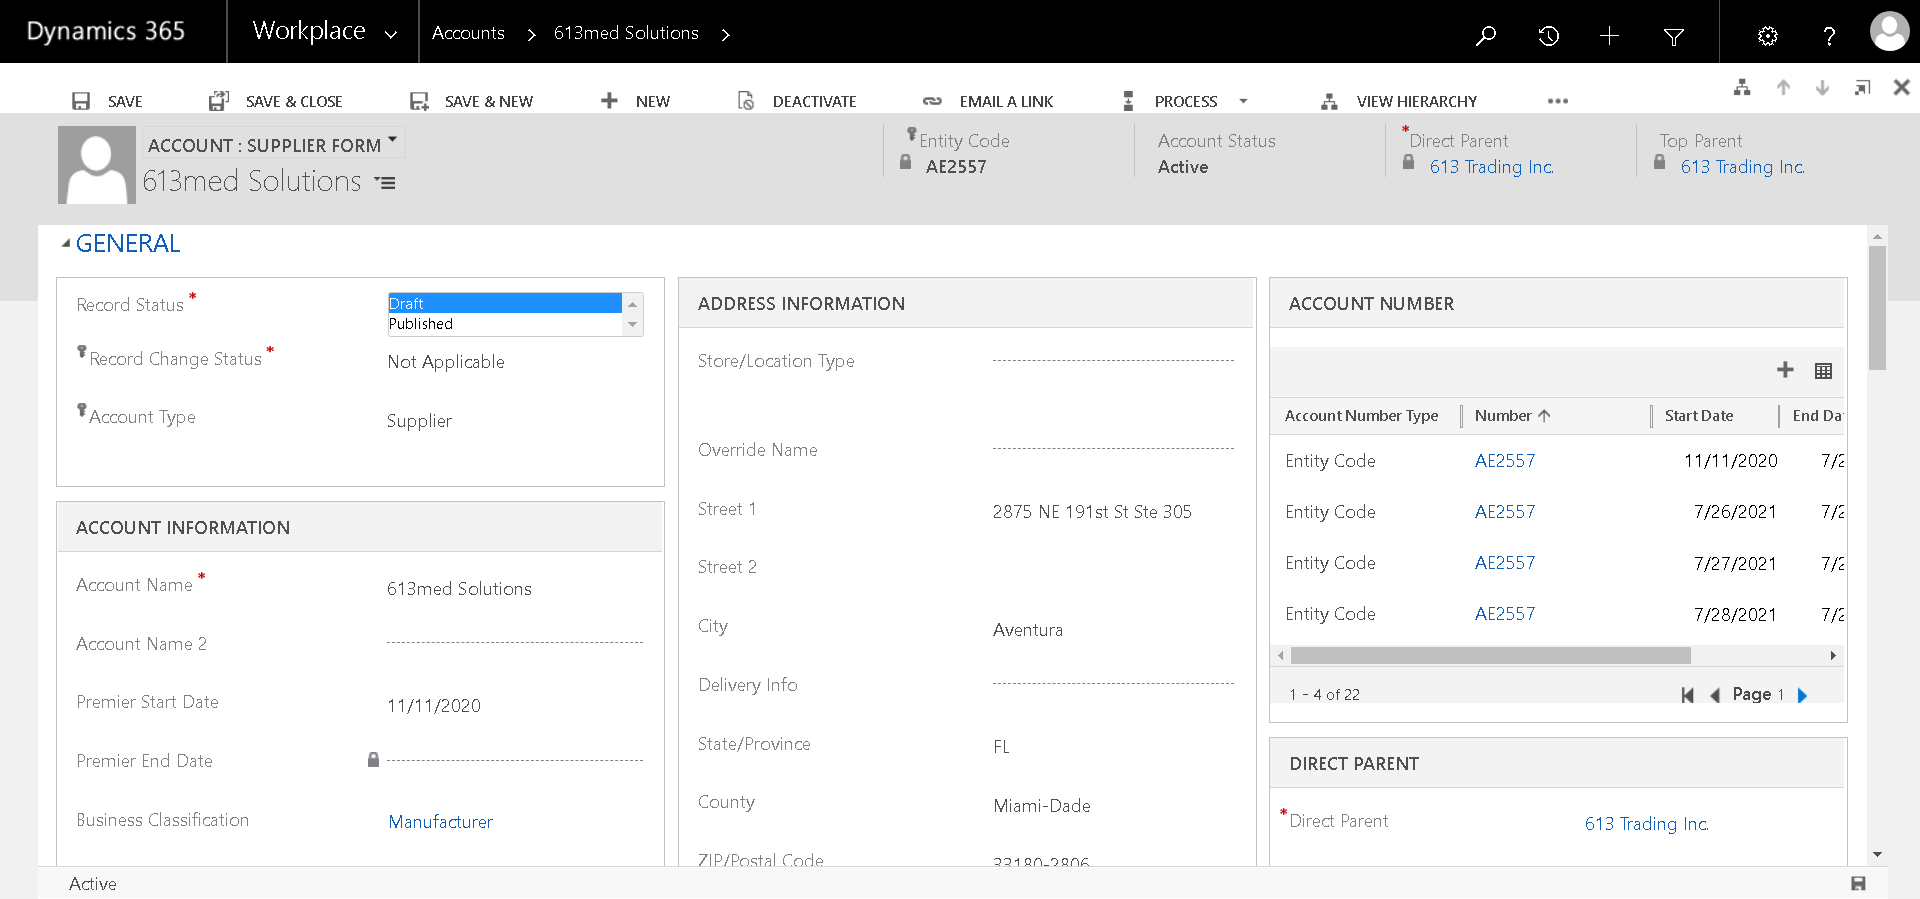 Dynamics 365
Workplace
Accounts
613med Solutions
SAVE
SAVE & CLOSE
SAVE & NEW
NEW
DEACTIVATE
EMAIL A LINK
PROCESS
VIEW HIERARCHY
ACCOUNT : SUPPLIER FORM
613med Solutions
Entity Code
AE2557
Account Status
Active
*Direct Parent
613 Trading Inc.
Top Parent
613 Trading Inc.
GENERAL
Record Status *
Draft
Published
Record Change Status *
Not Applicable
Account Type
Supplier
ACCOUNT INFORMATION
Account Name *
613med Solutions
Account Name 2
Premier Start Date
11/11/2020
Premier End Date
Business Classification
Manufacturer
ADDRESS INFORMATION
Store/Location Type
Override Name
Street 1
2875 NE 191st St Ste 305
Street 2
City
Aventura
Delivery Info
State/Province
FL
County
Miami-Dade
ZIP/Postal Code
33180-2806
ACCOUNT NUMBER
Account Number Type
Number
Start Date
End Da
Entity Code AE2557 11/11/2020 7/2
Entity Code AE2557 7/26/2021 7/2
Entity Code AE2557 7/27/2021 7/2
Entity Code AE2557 7/28/2021 7/2
1 - 4 of 22
Page 1
DIRECT PARENT
*Direct Parent
613 Trading Inc.
Active